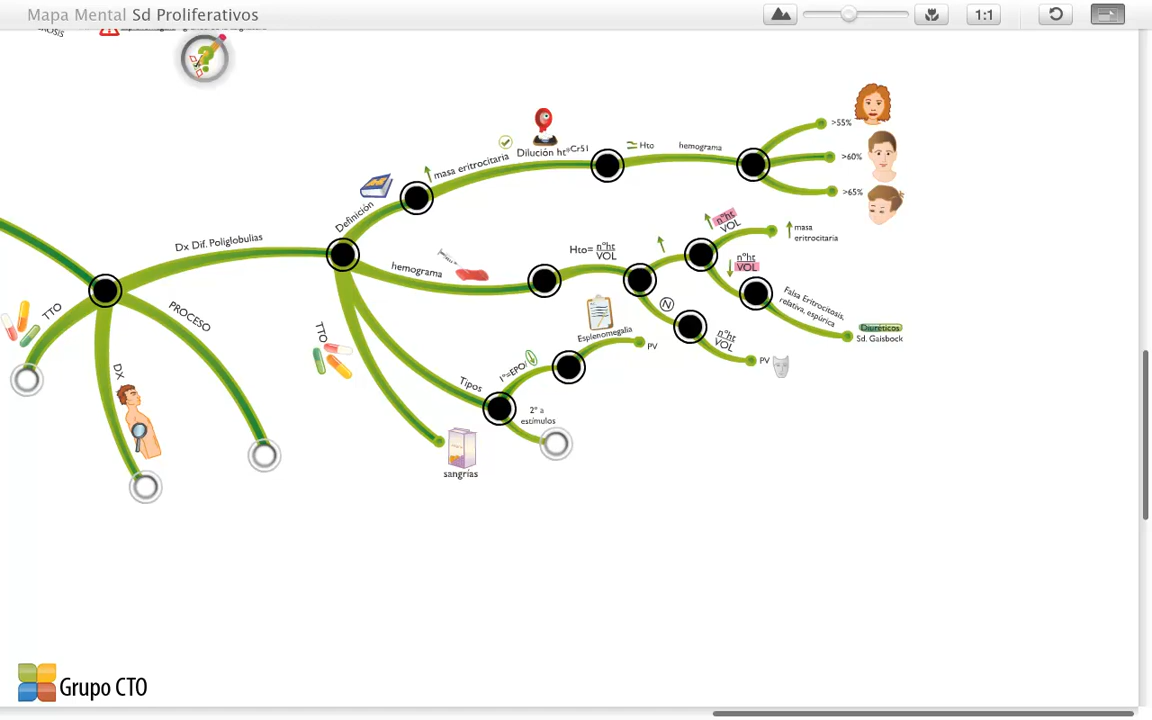 Mapa Mental Sd Proliferativos
1:1
Dx Dif. Poliglobulias
Definición
masa eritrocitaria
Dilución ht*Cr51
Hto
hemograma
>55%
>60%
>65%
hemograma
Hto= nºht
VOL
nºht
VOL
masa
eritrocitaria
nºht
VOL
Falsa Eritrocitosis,
relativa, espúrica
Diuréticos
Sd. Gaisbock
N
nºht
VOL
PV
Esplenomegalia
PV
1º=EPO
Tipos
2º a
estímulos
TTO
sangrías
TTO
DX
PROCESO
Grupo CTO